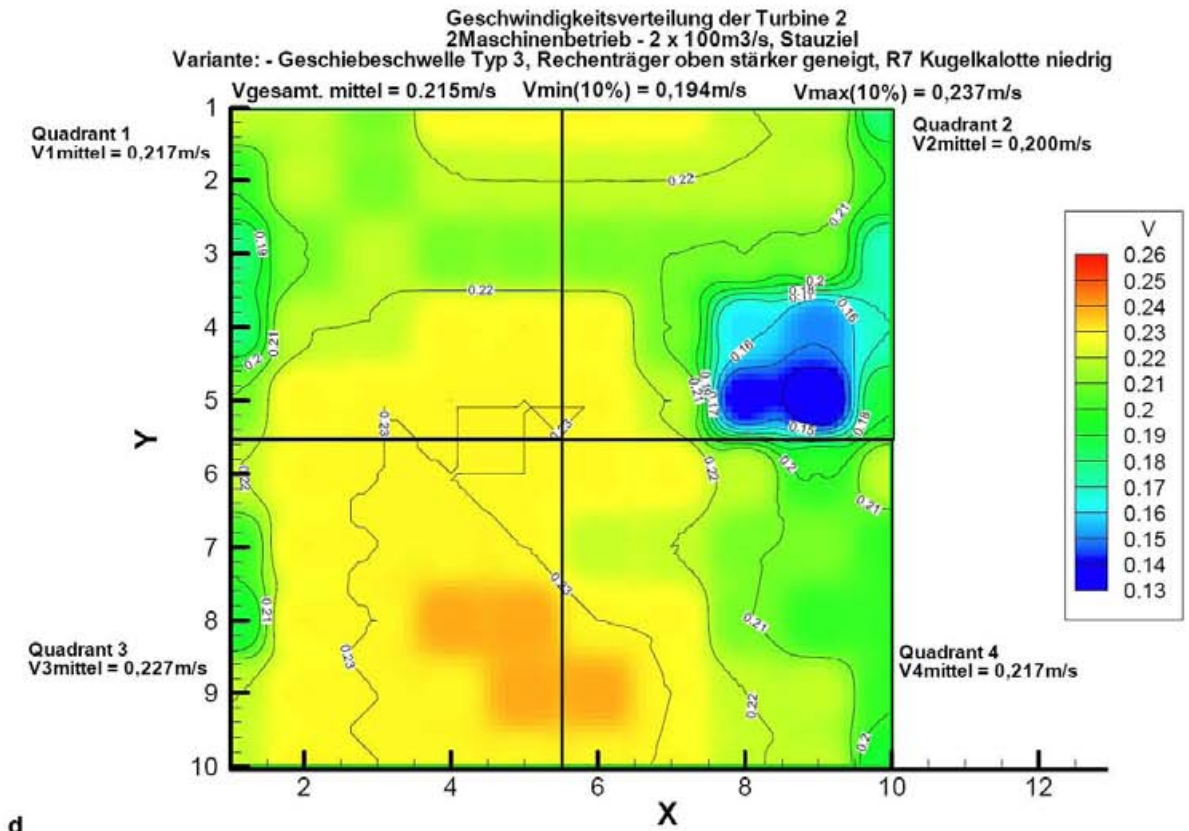 Geschwindigkeitsverteilung der Turbine 2
2Maschinenbetrieb - 2 x 100m3/s, Stauziel
Variante: - Geschiebeschwelle Typ 3, Rechenträger oben stärker geneigt, R7 Kugelkalotte niedrig
Vgesamt. mittel = 0.215m/s Vmin(10%) = 0,194m/s Vmax(10%) = 0,237m/s
Quadrant 1
V1mittel = 0,217m/s
Quadrant 2
V2mittel = 0,200m/s
1
2
3
4
5
6
7
8
9
10
Y
0.22
0.21
0.19
0.2
0.18
0.22
0.16
0.21
0.16
0.2
0.17
0.18
0.15
0.23
0.23
0.22
0.22
0.2
0.21
0.23
0.21
0.21
0.23
0.22
0.2
V
0.26
0.25
0.24
0.23
0.22
0.21
0.2
0.19
0.18
0.17
0.16
0.15
0.14
0.13
Quadrant 3
V3mittel = 0,227m/s
Quadrant 4
V4mittel = 0,217m/s
2 4 6 8 10 12
X
d